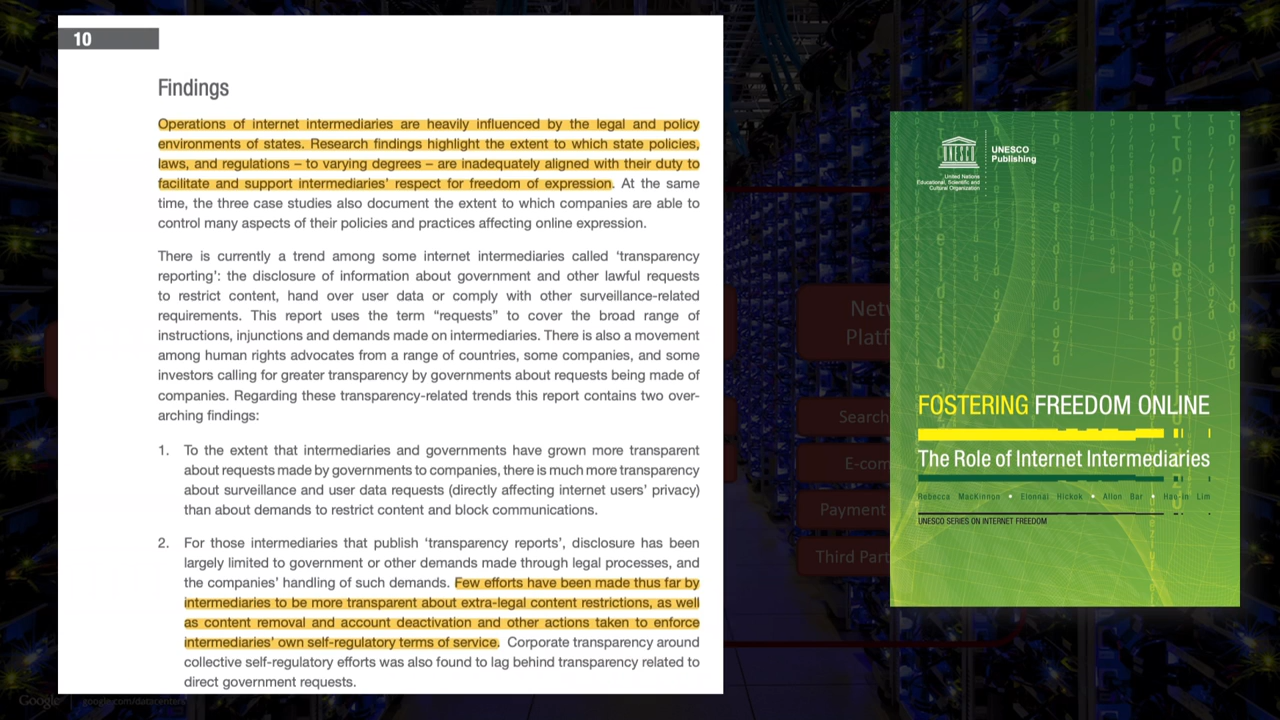 10
Findings
Operations of internet intermediaries are heavily influenced by the legal and policy
environments of states. Research findings highlight the extent to which state policies,
laws, and regulations – to varying degrees – are inadequately aligned with their duty to
facilitate and support intermediaries' respect for freedom of expression. At the same
time, the three case studies also document the extent to which companies are able to
control many aspects of their policies and practices affecting online expression.
There is currently a trend among some internet intermediaries called 'transparency
reporting': the disclosure of information about government and other lawful requests
to restrict content, hand over user data or comply with other surveillance-related
requirements. This report uses the term “requests” to cover the broad range of
instructions, injunctions and demands made on intermediaries. There is also a movement
among human rights advocates from a range of countries, some companies, and some
investors calling for greater transparency by governments about requests being made of
companies. Regarding these transparency-related trends this report contains two over-
arching findings:
1. To the extent that intermediaries and governments have grown more transparent
about requests made by governments to companies, there is much more transparency
about surveillance and user data requests (directly affecting internet users' privacy)
than about demands to restrict content and block communications.
2. For those intermediaries that publish 'transparency reports', disclosure has been
largely limited to government or other demands made through legal processes, and
the companies' handling of such demands. Few efforts have been made thus far by
intermediaries to be more transparent about extra-legal content restrictions, as well
as content removal and account deactivation and other actions taken to enforce
intermediaries' own self-regulatory terms of service. Corporate transparency around
collective self-regulatory efforts was also found to lag behind transparency related to
direct government requests.
UNESCO
Publishing
UNESCO
United Nations
Educational, Scientific and
Cultural Organization
FOSTERING FREEDOM ONLINE
The Role of Internet Intermediaries
Rebecca MacKinnon • Elonnai Hickok • Allon Bar • Hae-in Lim
UNESCO SERIES ON INTERNET FREEDOM
Netw
Platf
Search
E-com
Payment
Third Part
Google google.com/datacenters